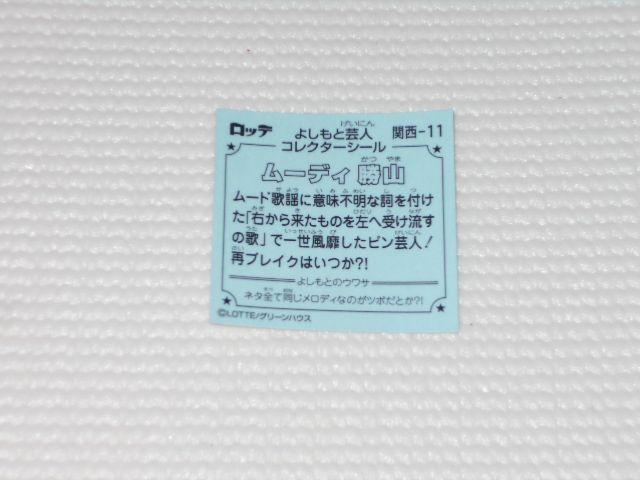 ロッテ よしもと芸人 関西-11
コレクターシール
ムーディ勝山
ムード歌謡に意味不明な詞を付け
た「右から来たものを左へ受け流す
の歌」で一世風靡したピン芸人!
再ブレイクはいつか?!
よしもとのウワサ
ネタ全て同じメロディなのがツボだとか?!
©LOTTE/グリーンハウス